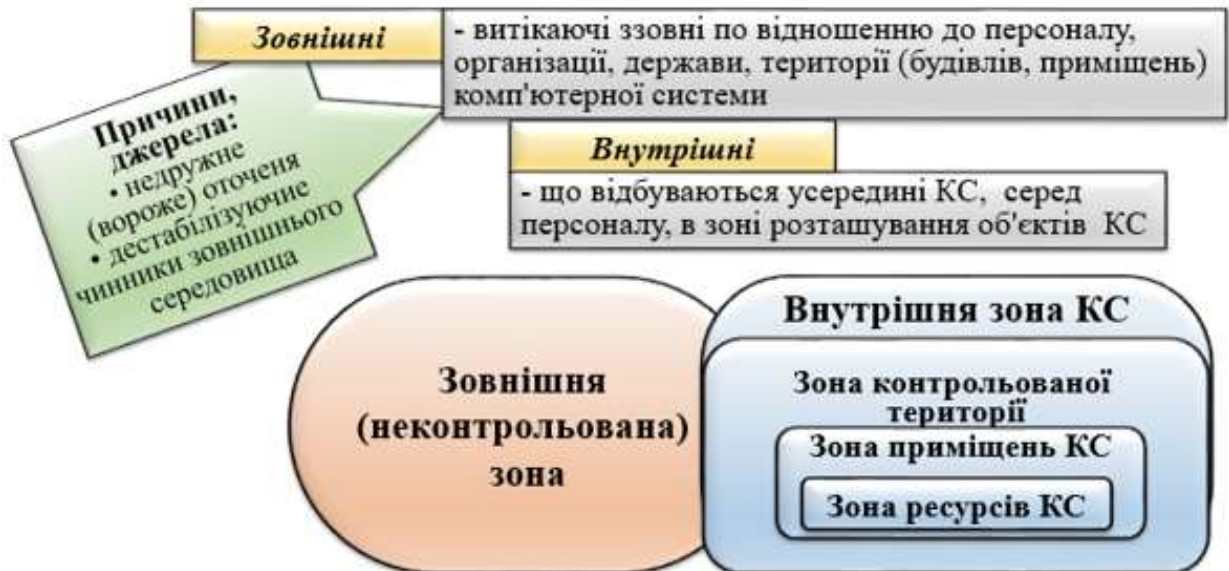 Зовнішні
- витікаючі ззовні по відношенню до персоналу,
організації, держави, території (будівлів, приміщень)
комп'ютерної системи
Причини,
джерела:
• недружне
(вороже) оточеня
• дестабілізуючие
чинники зовнішнього
середовища
Внутрішні
- що відбуваються усередині КС, серед
персоналу, в зоні розташування об'єктів КС
Зовнішня
(неконтрольована)
зона
Внутрішня зона КС
Зона контрольованої
території
Зона приміщень КС
Зона ресурсів КС